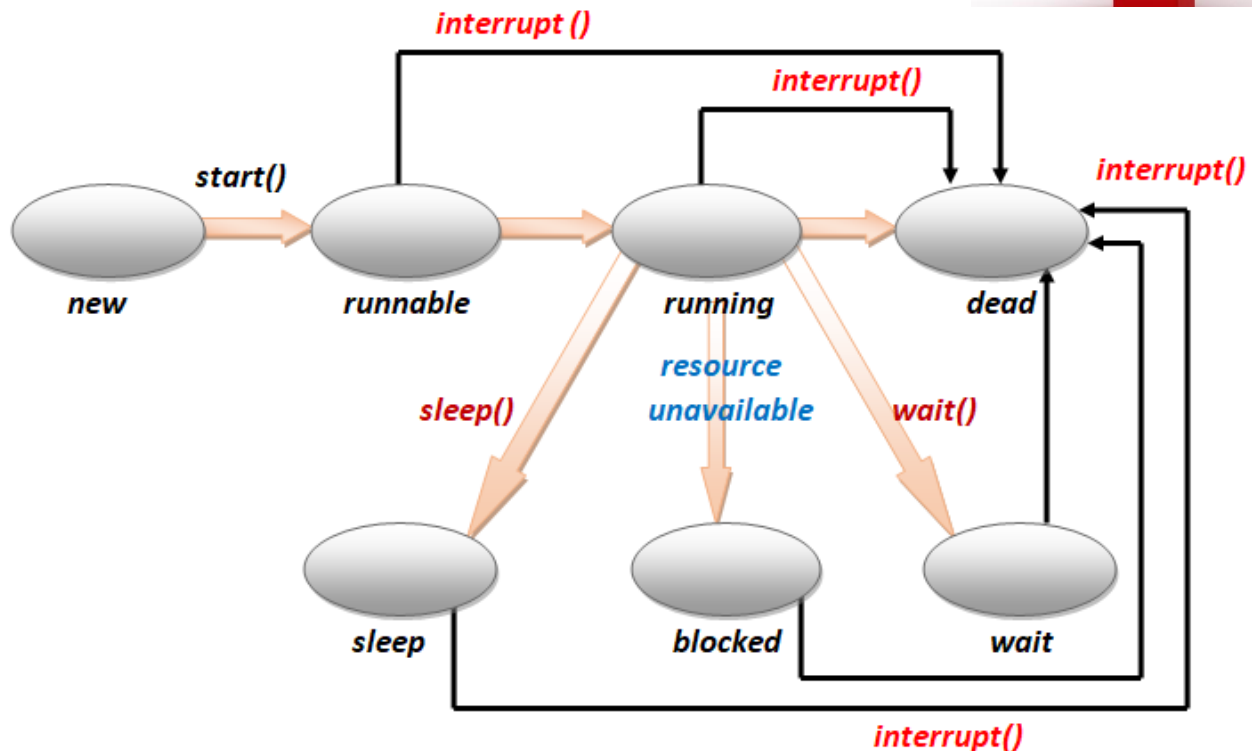 interrupt ()
interrupt()
interrupt()
start()
new
runnable
running
dead
resource
unavailable
sleep()
wait()
sleep
blocked
wait
interrupt()